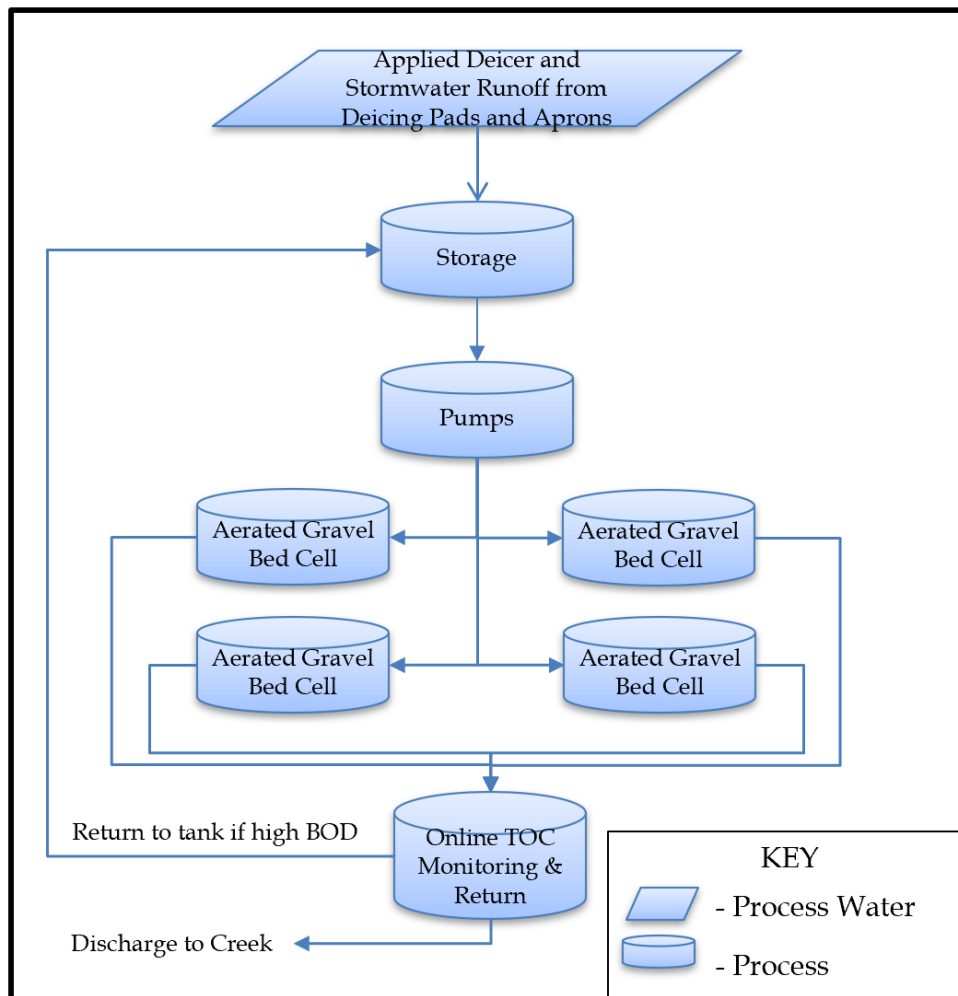 Applied Deicer and
Stormwater Runoff from
Deicing Pads and Aprons
Storage
Pumps
Aerated Gravel
Bed Cell
Aerated Gravel
Bed Cell
Aerated Gravel
Bed Cell
Aerated Gravel
Bed Cell
Return to tank if high BOD
Online TOC
Monitoring &
Return
Discharge to Creek
KEY
- Process Water
- Process